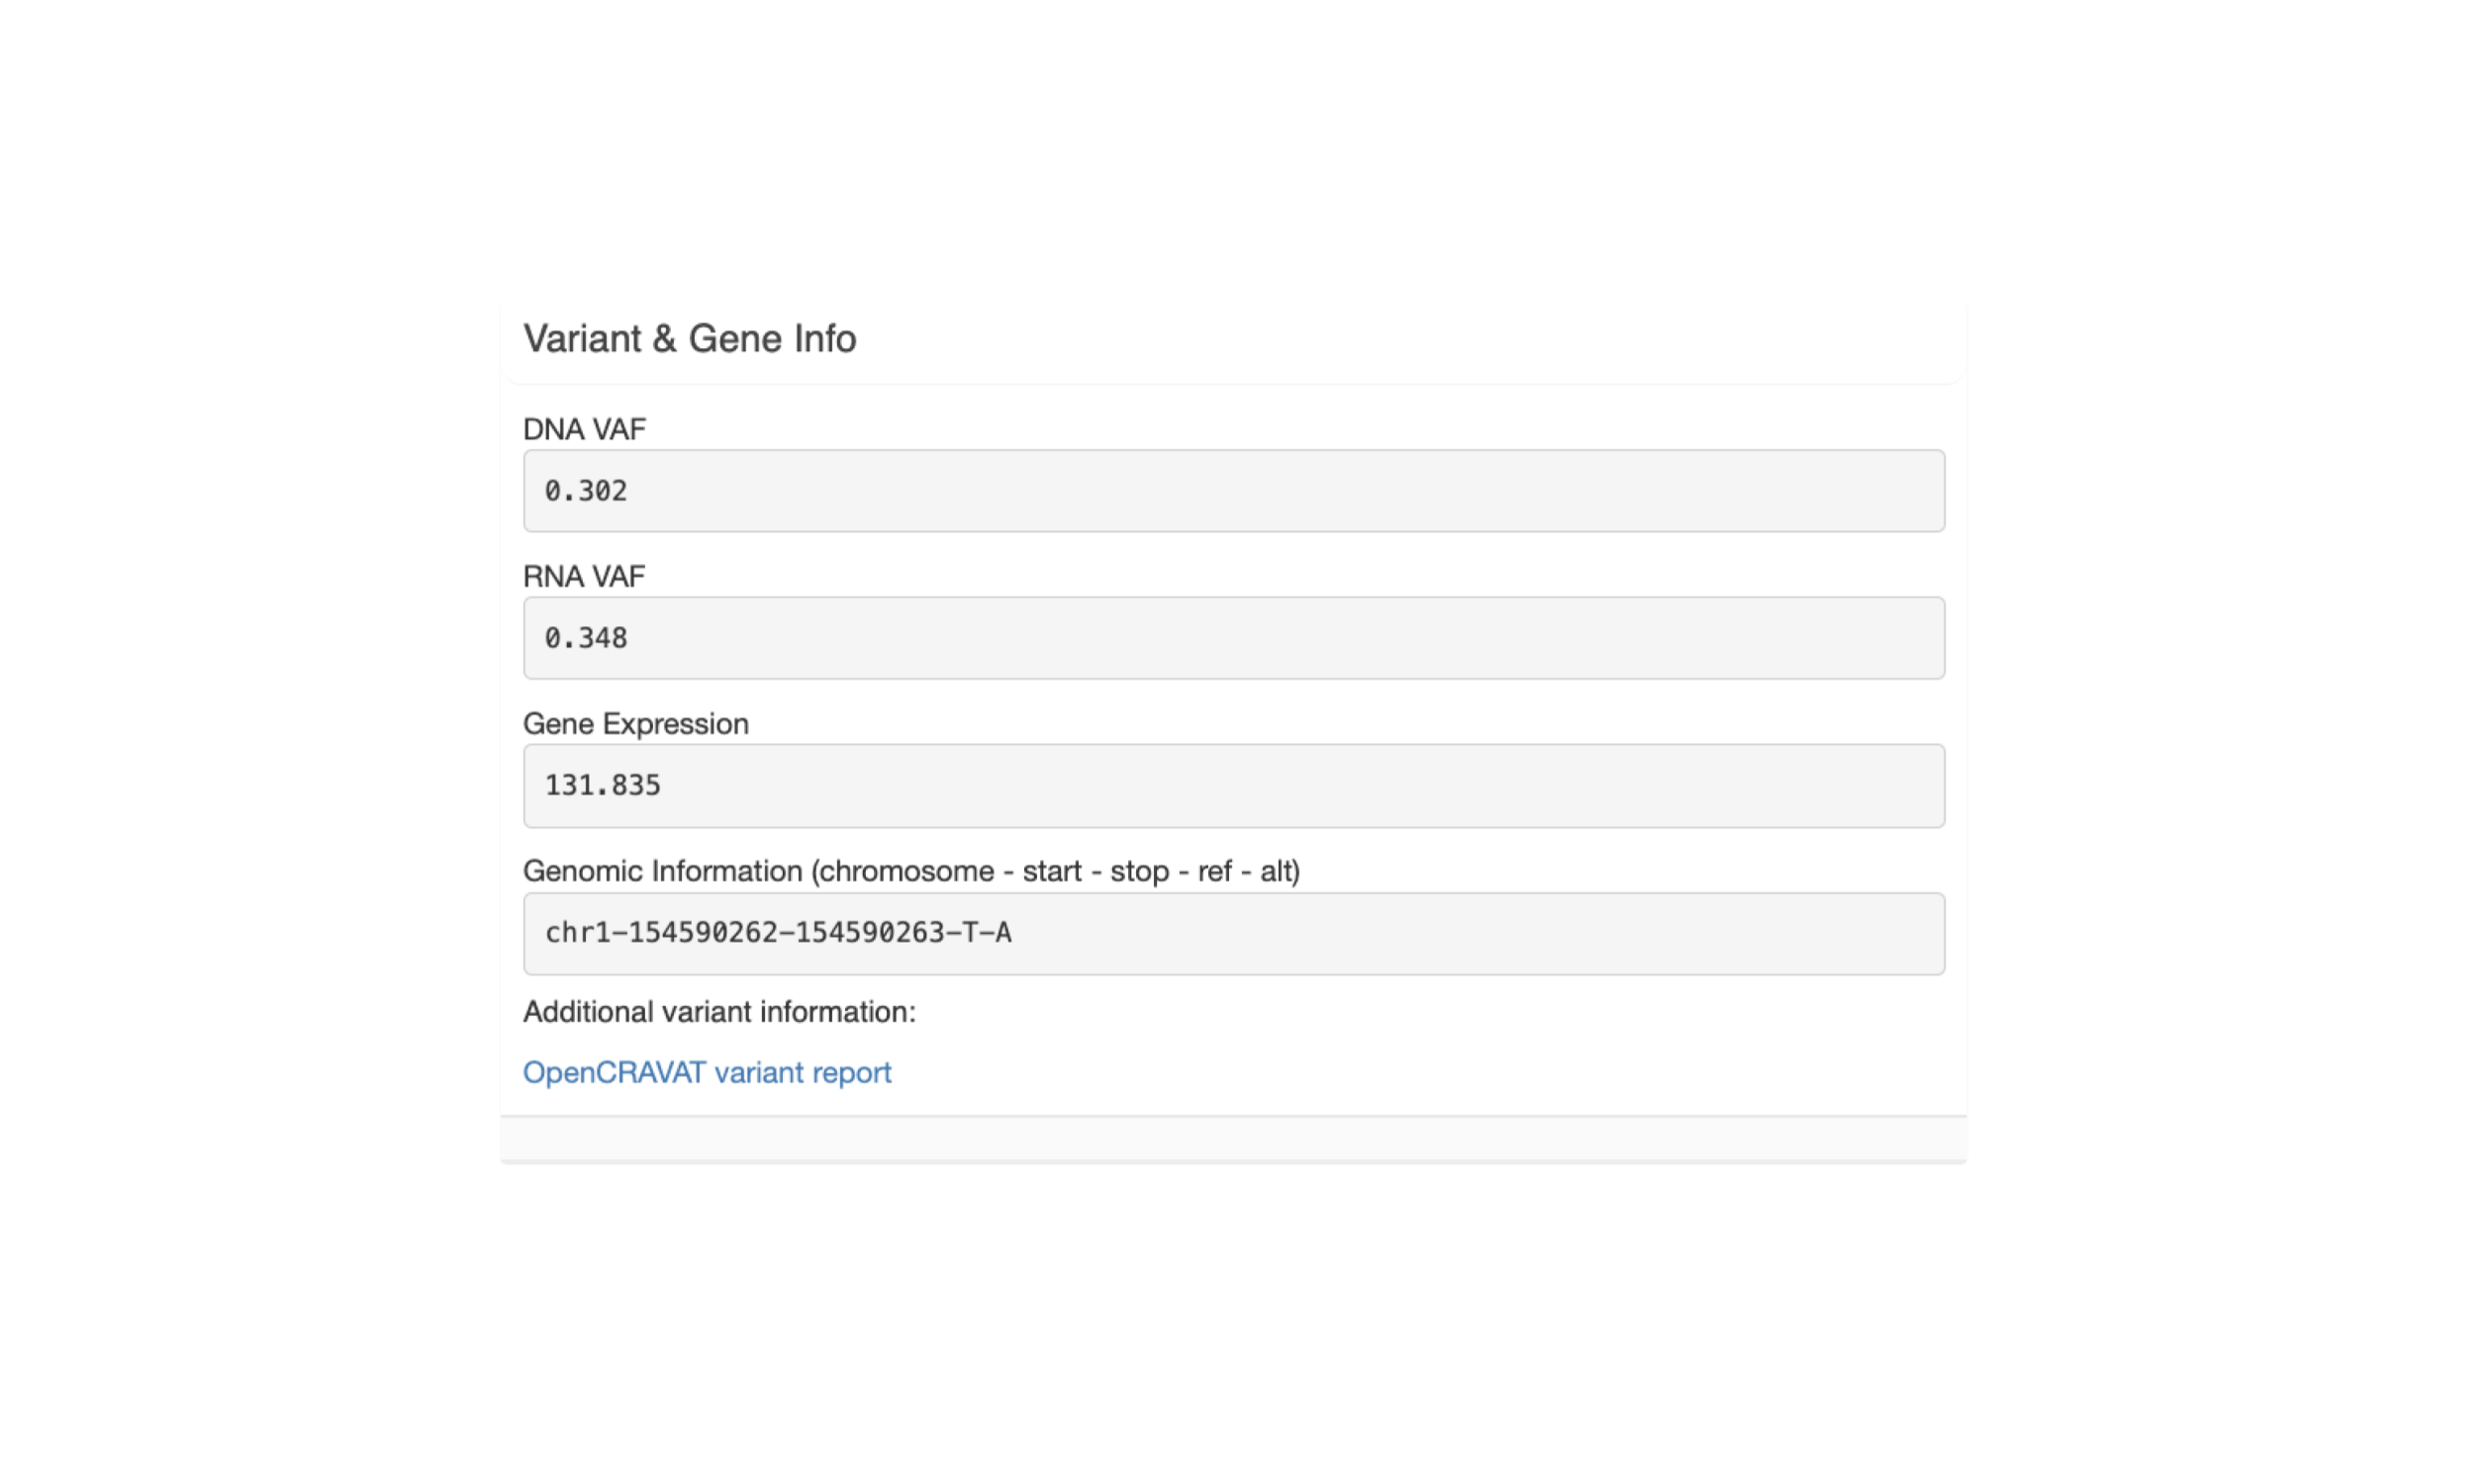 Variant & Gene Info
DNA VAF
0.302
RNA VAF
0.348
Gene Expression
131.835
Genomic Information (chromosome - start - stop - ref - alt)
chr1-154590262-154590263-T-A
Additional variant information:
OpenCRAVAT variant report